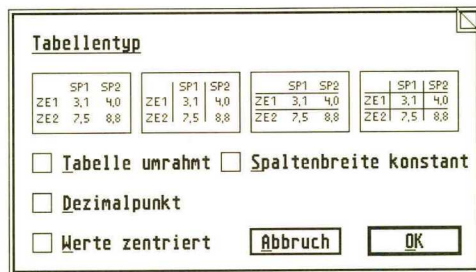 Tabellentyp
SP1 SP2 SP1 SP2 SP1 SP2 SP1 SP2
ZE1 3,1 4,0 ZE1 3,1 4,0 ZE1 3,1 4,0 ZE1 3,1 4,0
ZE2 7,5 8,8 ZE2 7,5 8,8 ZE2 7,5 8,8 ZE2 7,5 8,8
Tabelle umrahmt Spaltenbreite konstant
Dezimalpunkt
Werte zentriert Abbruch OK